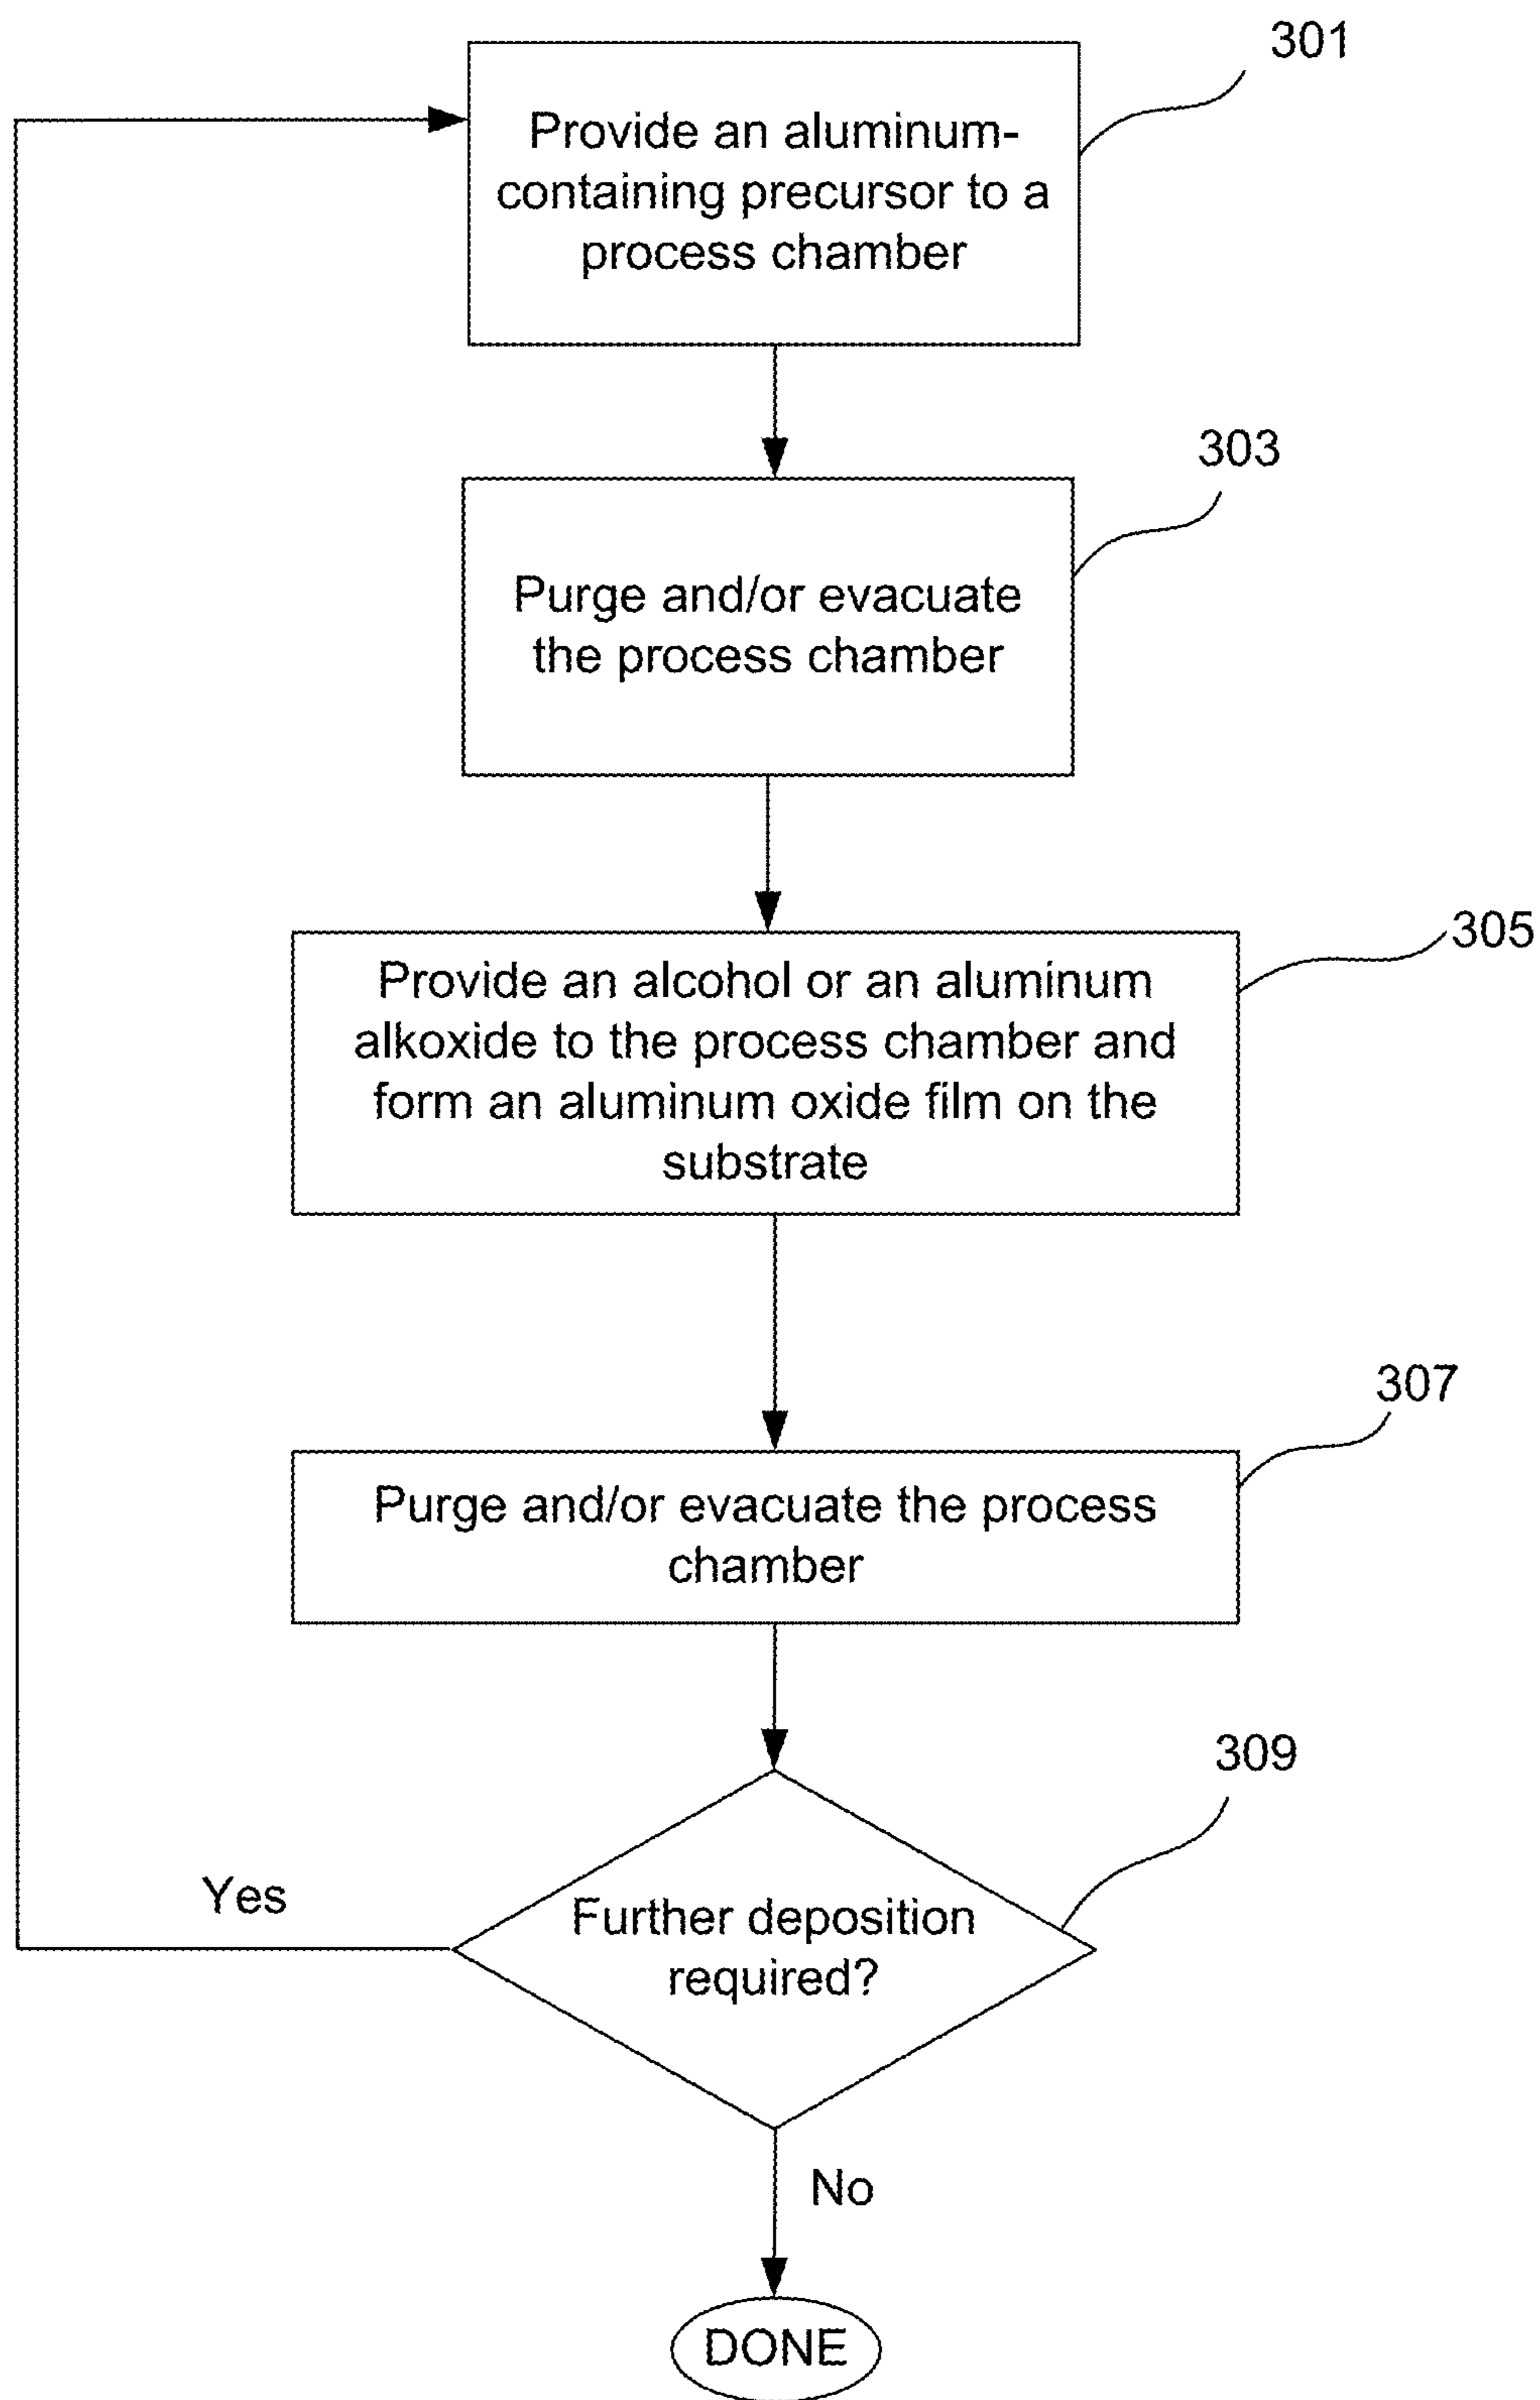 301
Provide an aluminum-
containing precursor to a
process chamber
303
Purge and/or evacuate
the process chamber
305
Provide an alcohol or an aluminum
alkoxide to the process chamber and
form an aluminum oxide film on the
substrate
307
Purge and/or evacuate the process
chamber
309
Yes
Further deposition
required?
No
DONE